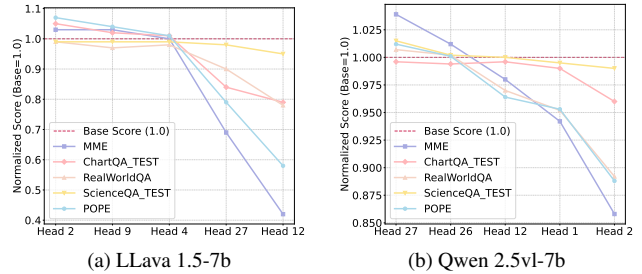 1.1
1.0
0.9
0.8
0.7
0.6
0.5
0.4
Normalized Score (Base=1.0)
Base Score (1.0)
MME
ChartQA_TEST
RealWorldQA
ScienceQA_TEST
POPE
Head 2 Head 9 Head 4 Head 27 Head 12
(a) LLava 1.5-7b
1.025
1.000
0.975
0.950
0.925
0.900
0.875
0.850
Normalized Score (Base=1.0)
Base Score (1.0)
MME
ChartQA_TEST
RealWorldQA
ScienceQA_TEST
POPE
Head 27 Head 26 Head 12 Head 1 Head 2
(b) Qwen 2.5vl-7b